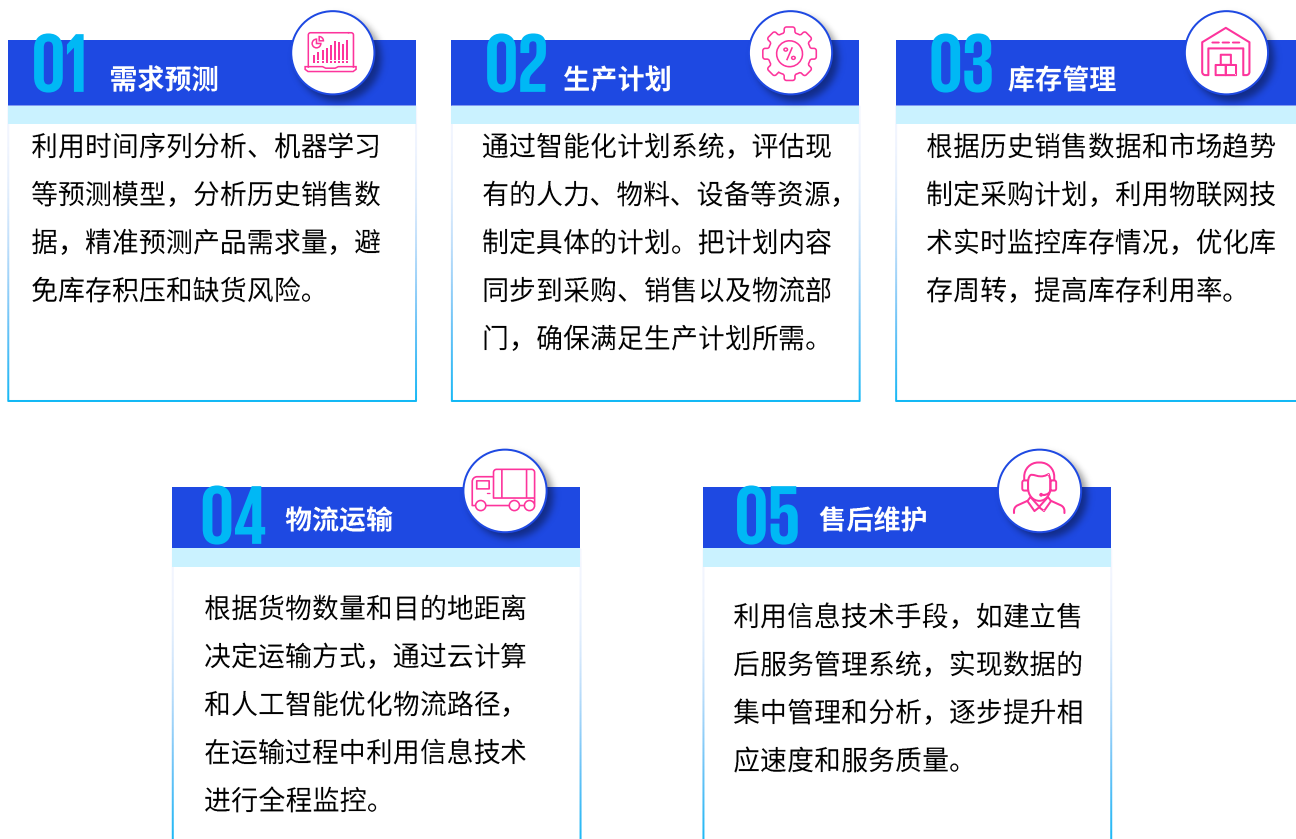 01 需求预测
利用时间序列分析、机器学习
等预测模型，分析历史销售数
据，精准预测产品需求量，避
免库存积压和缺货风险。
02 生产计划
通过智能化计划系统，评估现
有的人力、物料、设备等资源，
制定具体的计划。把计划内容
同步到采购、销售以及物流部
门，确保满足生产计划所需。
03 库存管理
根据历史销售数据和市场趋势
制定采购计划，利用物联网技
术实时监控库存情况，优化库
存周转，提高库存利用率。
04 物流运输
根据货物数量和目的地距离
决定运输方式，通过云计算
和人工智能优化物流路径，
在运输过程中利用信息技术
进行全程监控。
05 售后维护
利用信息技术手段，如建立售
后服务管理系统，实现数据的
集中管理和分析，逐步提升相
应速度和服务质量。